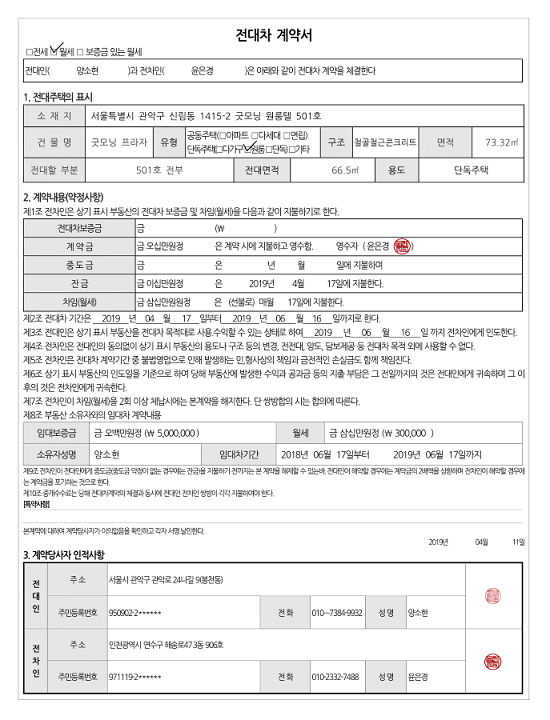 전대차 계약서
□전세 ☑월세 □ 보증금 있는 월세
전대인( 양소현 )과 전차인( 윤은경 )은 아래와 같이 전대차 계약을 체결한다
1. 전대주택의 표시
소 재 지 서울특별시 관악구 신림동 1415-2 굿모닝 원룸텔 501호
건 물 명 굿모닝 프라자 유형 공동주택(□아파트 □다세대 □연립) 단독주택(□다가구 ☑원룸 □단독) □기타 구조 철골철근콘크리트 면적 73.32㎡
전대할 부분 501호 전부 전대면적 66.5㎡ 용도 단독주택
2. 계약내용(약정사항)
제1조 전차인은 상기 표시 부동산의 전대차 보증금 및 차임(월세)을 다음과 같이 지불하기로 한다.
전대차보증금 금 (₩ )
계 약 금 금 오십만원정 은 계약 시에 지불하고 영수함. 영수자 ( 윤은경 )
중 도 금 금 은 년 월 일에 지불하며
잔 금 금 이십만원정 은 2019년 4월 17일에 지불한다.
차임(월세) 금 삼십만원정 은 (선불로) 매월 17일에 지불한다.
제2조 전대차 기간은 2019 년 04 월 17 일부터 2019 년 06 월 16 일까지로 한다.
제3조 전대인은 상기 표시 부동산을 전대차 목적대로 사용.수익할 수 있는 상태로 하여 2019 년 06 월 16 일 까지 전차인에게 인도한다.
제4조 전차인은 전대인의 동의없이 상기 표시 부동산의 용도나 구조 등의 변경, 전전대, 양도, 담보제공 등 전대차 목적 외에 사용할 수 없다.
제5조 전차인은 전대차 계약기간 중 불법영업으로 인해 발생하는 민,형사상의 책임과 금전적인 손실금도 함께 책임진다.
제6조 상기 표시 부동산의 인도일을 기준으로 하여 당해 부동산에 발생한 수익과 공과금 등의 지출 부담은 그 전일까지의 것은 전대인에게 귀속하며 그 이
후의 것은 전차인에게 귀속한다.
제7조 전차인이 차임(월세)을 2회 이상 체납시에는 본계약을 해지한다. 단 쌍방합의 시는 합의에 따른다.
제8조 부동산 소유자와의 임대차 계약내용
임대보증금 금 오백만원정 (₩ 5,000,000 ) 월세 금 삼십만원정 (₩ 300,000 )
소유자성명 양소현 임대차기간 2018년 06월 17일부터 2019년 06월 17일까지
제9조 전차인이 전대인에게 중도금(중도금 약정이 없는 경우에는 잔금)을 지불하기 전까지는 본 계약을 해제할 수 있는바, 전대인이 해약할 경우에는 계약금의 2배액을 상환하며 전차인이 해약할 경우에
는 계약금을 포기하는 것으로 한다.
제10조 중개수수료는 당해 전대차계약의 체결과 동시에 전대인 전차인 쌍방이 각각 지불하여야 한다.
[특약사항]
본계약에 대하여 계약당사자가 이의없음을 확인하고 각자 서명.날인한다.
2019년 04월 11일
3. 계약당사자 인적사항
전대인 주 소 서울시 관악구 관악로 24나길 9(봉천동)
주민등록번호 950902-2****** 전 화 010-7384-9932 성 명 양소현
전차인 주 소 인천광역시 연수구 해송로47 3동 906호
주민등록번호 971119-2****** 전 화 010-2332-7488 성 명 윤은경